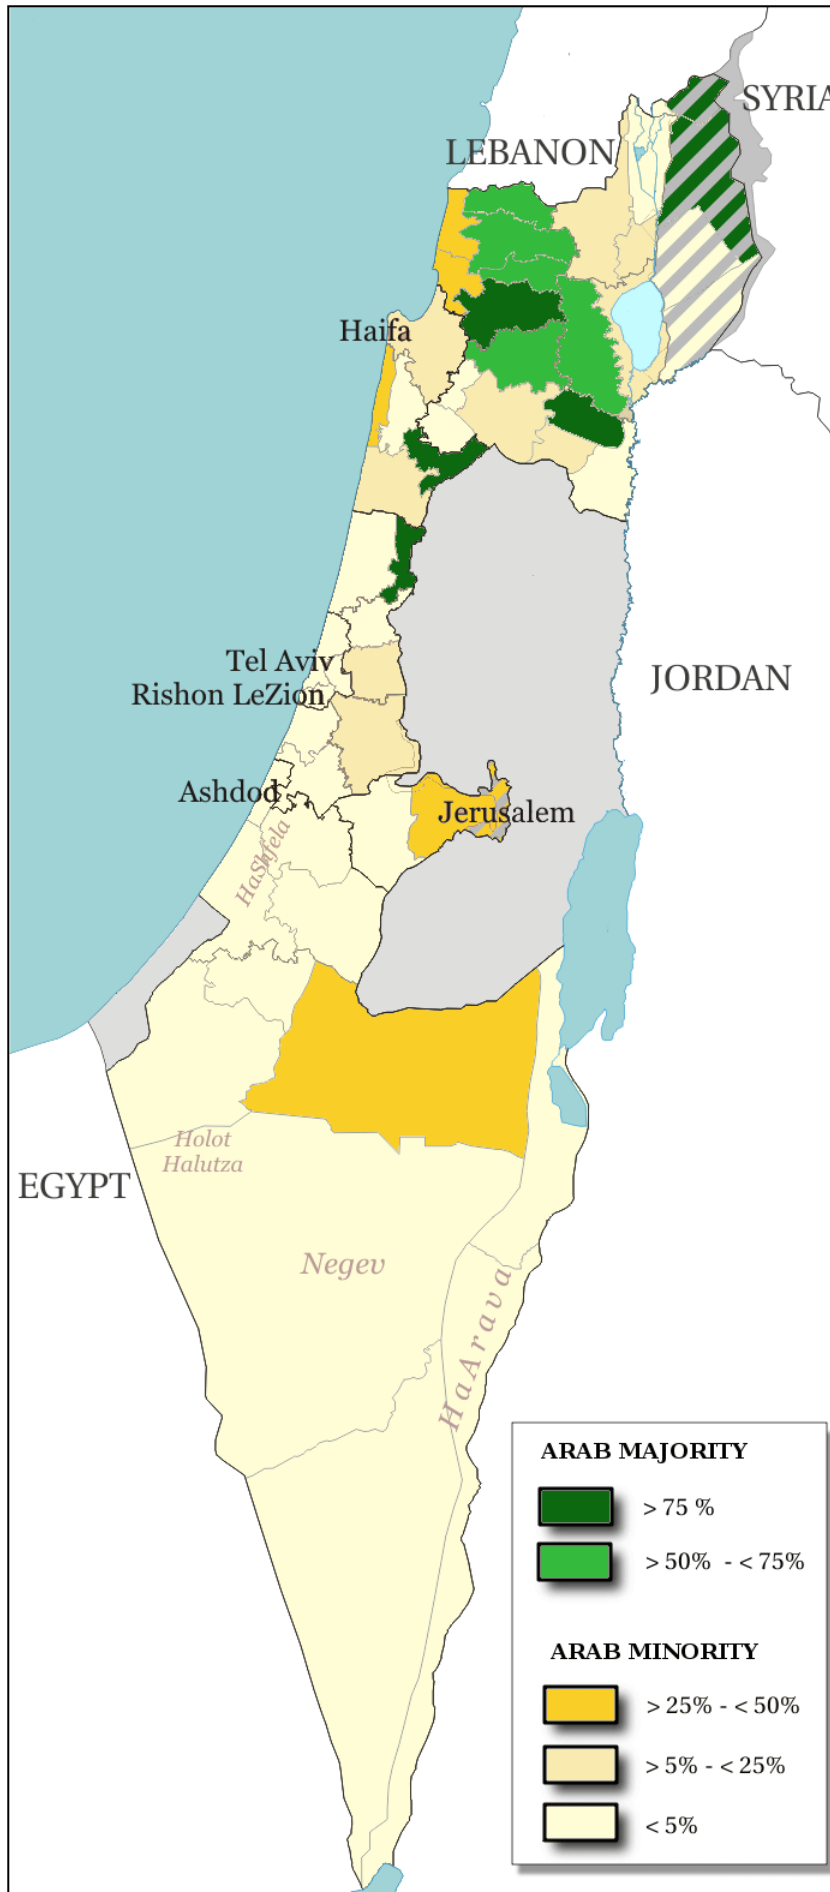 SYRIA
LEBANON
Haifa
Tel Aviv
JORDAN
Rishon LeZion
Ashdod
Jerusalem
HaShfela
Holot
Halutza
EGYPT
Negev
HaArava
ARAB MAJORITY
> 75 %
> 50% - < 75%
ARAB MINORITY
> 25% - < 50%
> 5% - < 25%
< 5%